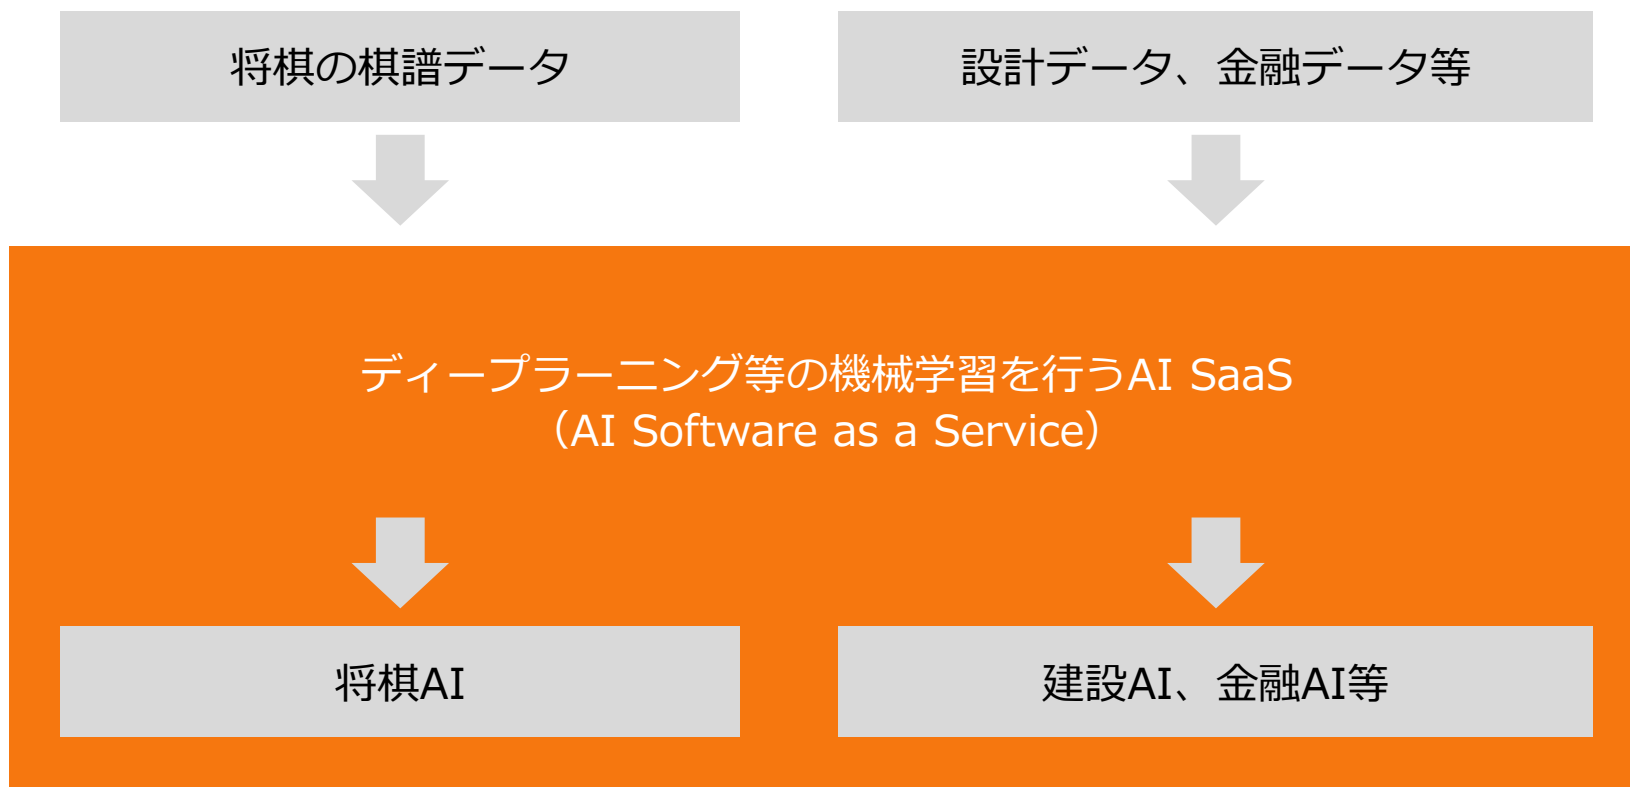 将棋の棋譜データ
設計データ、金融データ等
ディープラーニング等の機械学習を行うAI SaaS
（AI Software as a Service）
将棋AI
建設AI、金融AI等